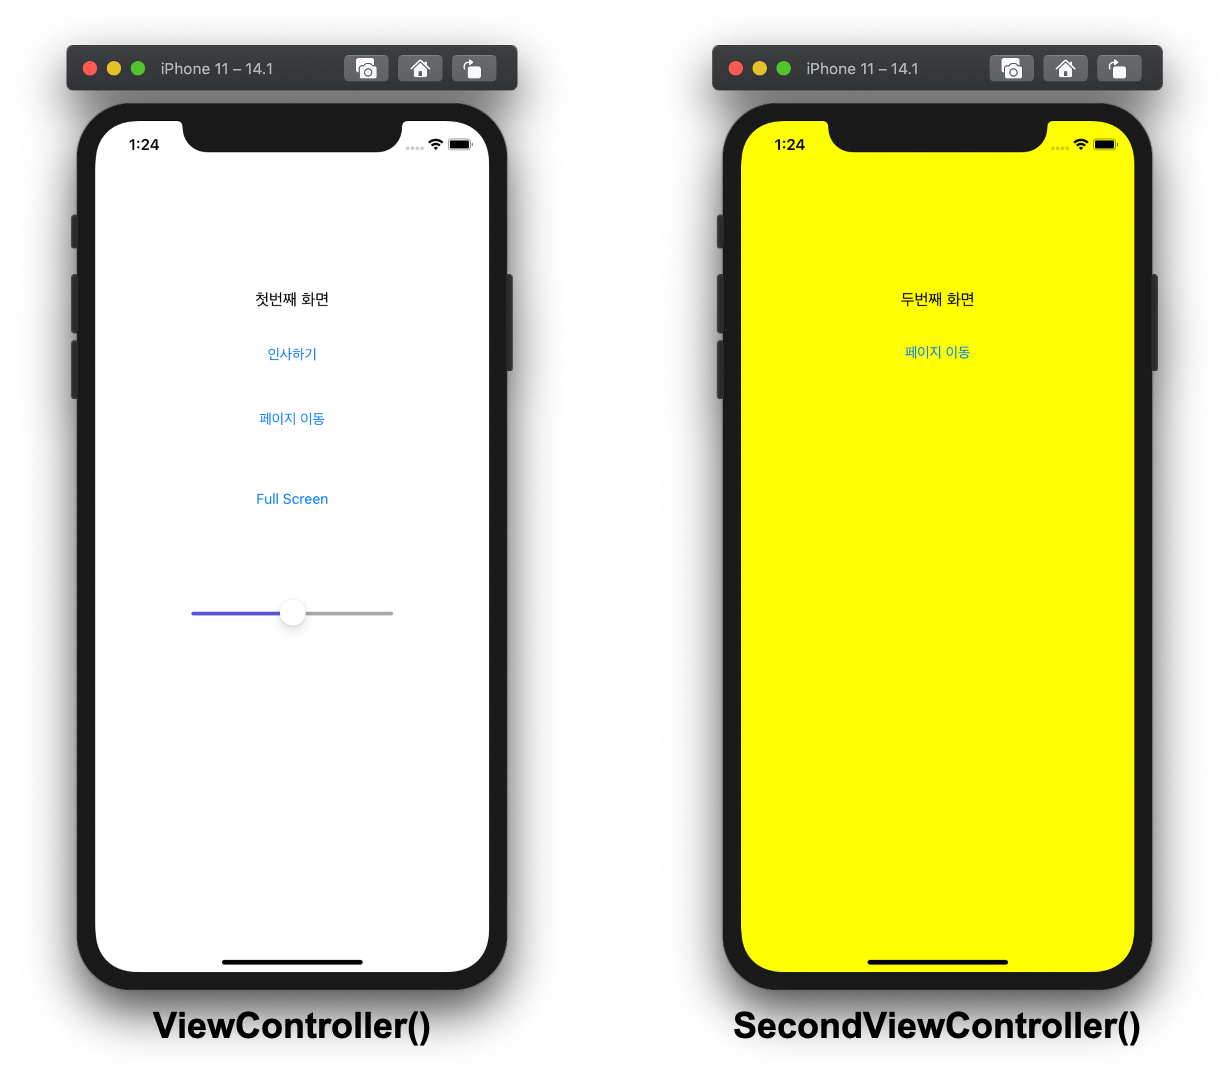 iPhone 11 – 14.1
1:24
첫번째 화면
인사하기
페이지 이동
Full Screen
ViewController()
iPhone 11 – 14.1
1:24
두번째 화면
페이지 이동
SecondViewController()